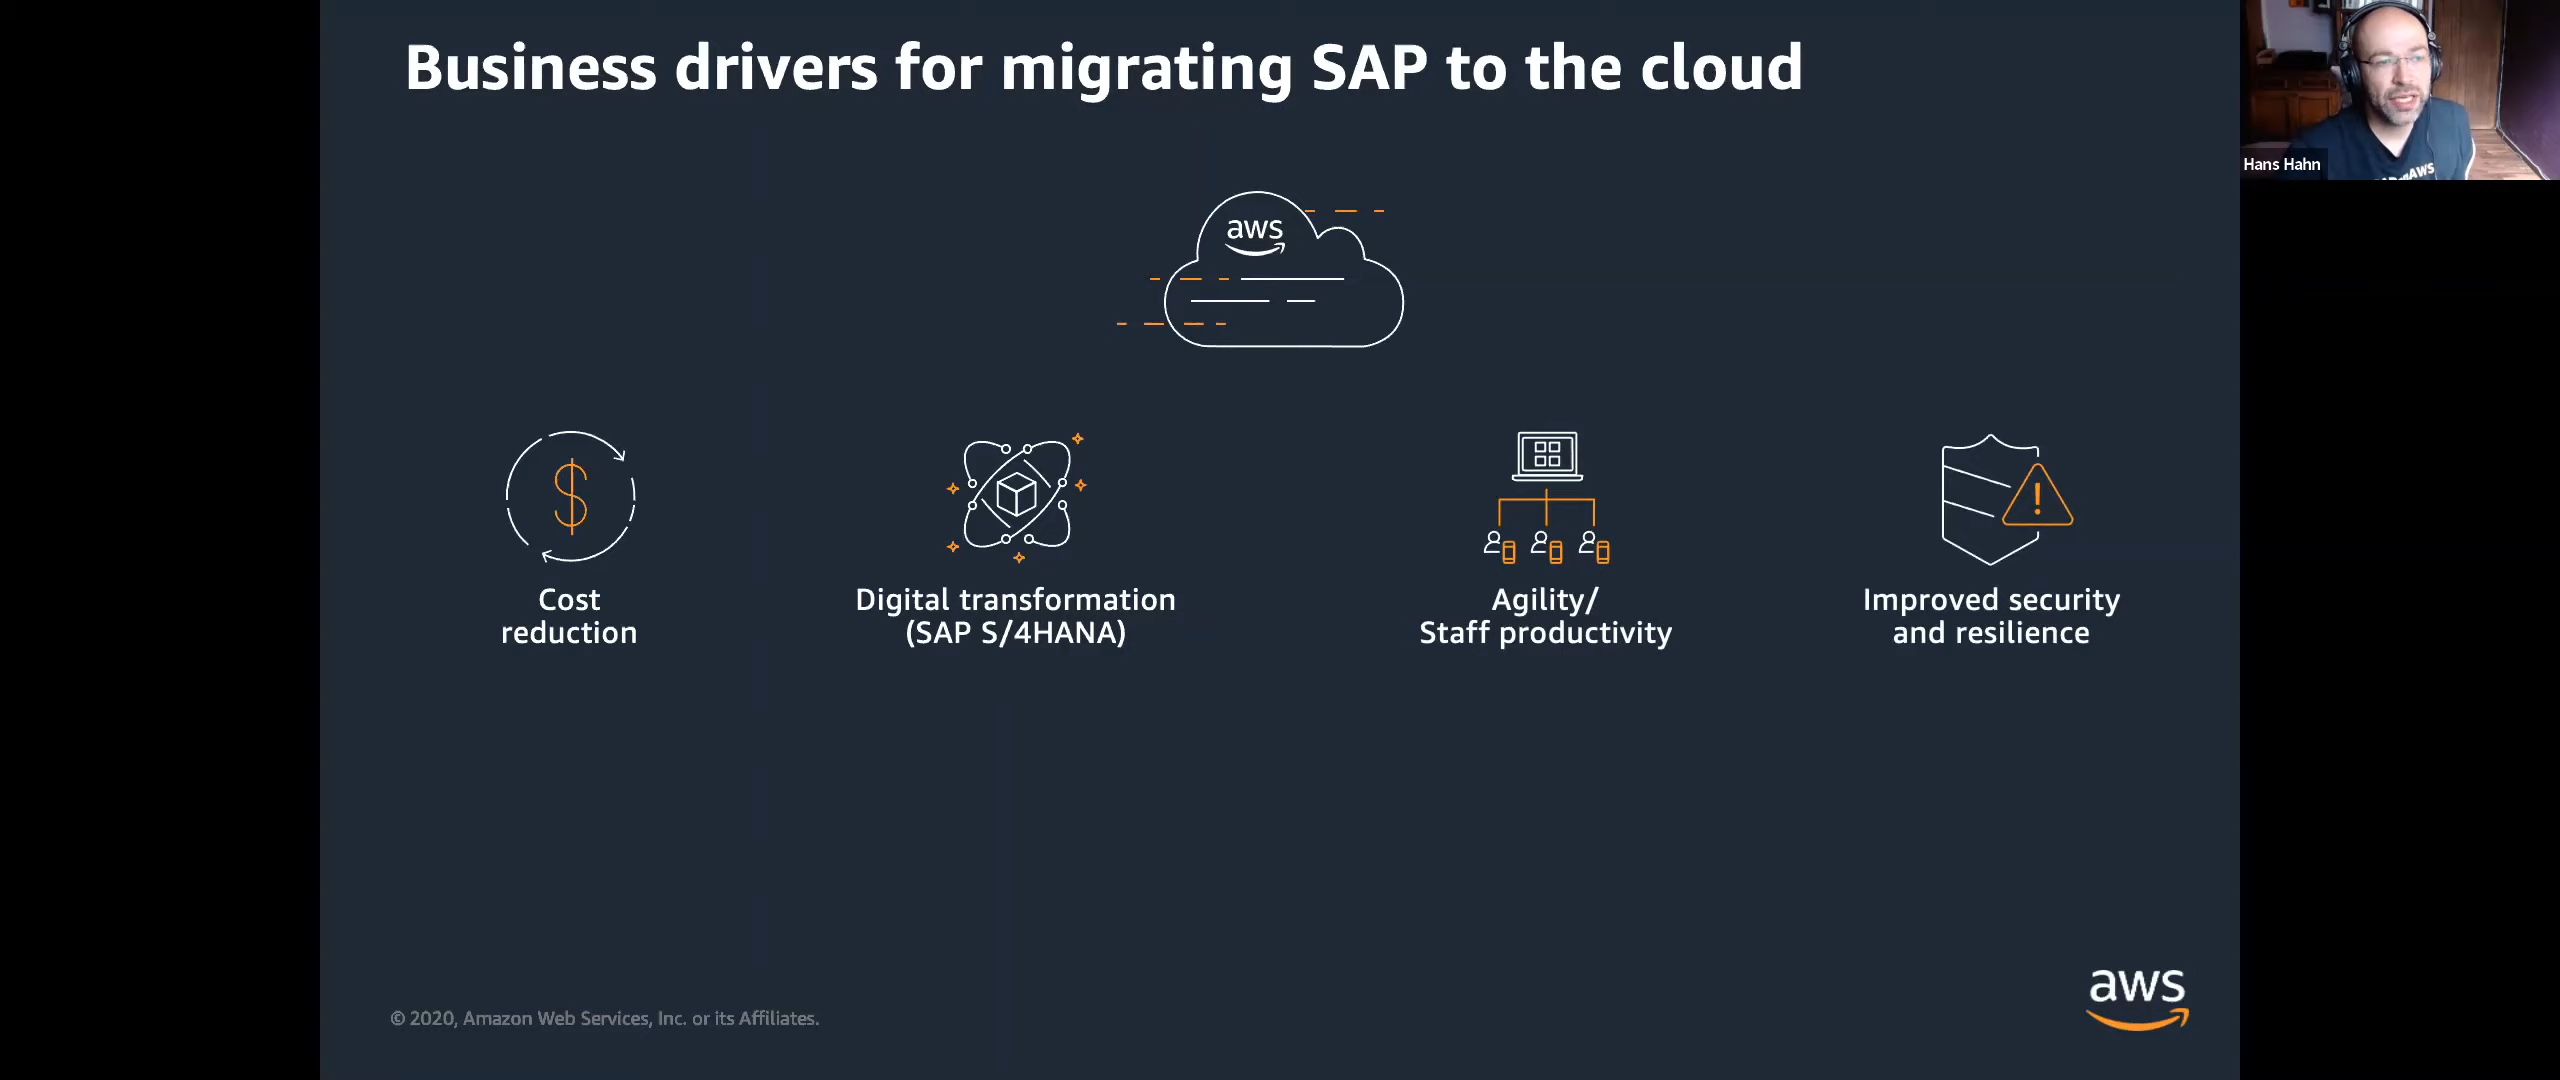 Business drivers for migrating SAP to the cloud
Hans Hahn
aws
Cost
reduction
Digital transformation
(SAP S/4HANA)
Agility/
Staff productivity
Improved security
and resilience
© 2020, Amazon Web Services, Inc. or its Affiliates.
aws